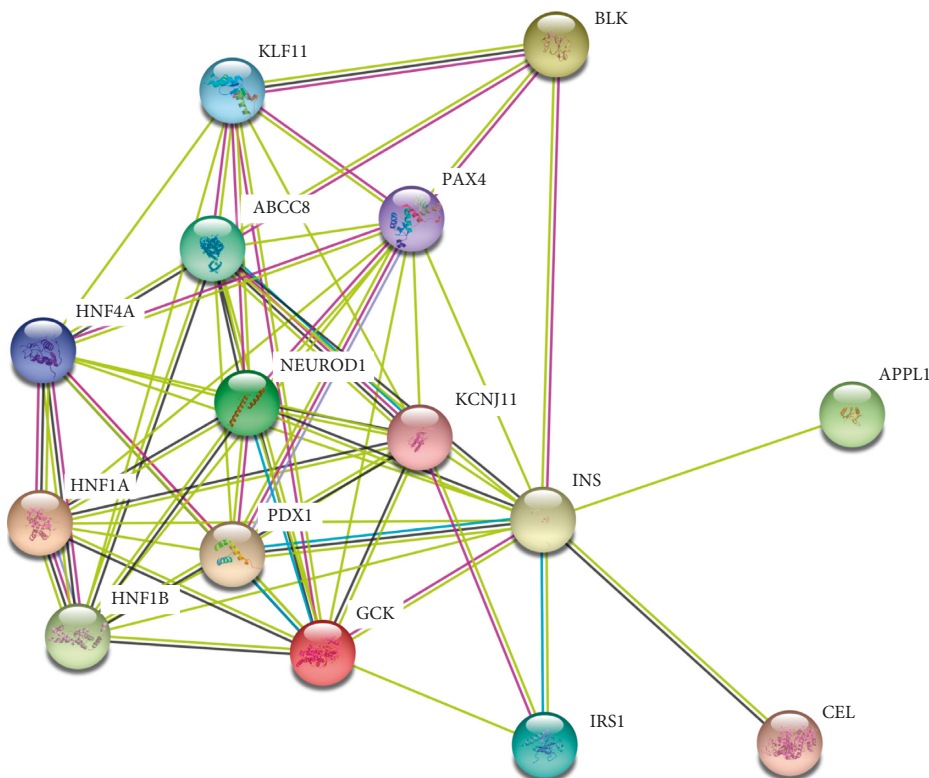 BLK
KLF11
PAX4
ABCC8
HNF4A
NEUROD1
KCNJ11
APPL1
HNF1A
INS
PDX1
HNF1B
GCK
IRS1
CEL